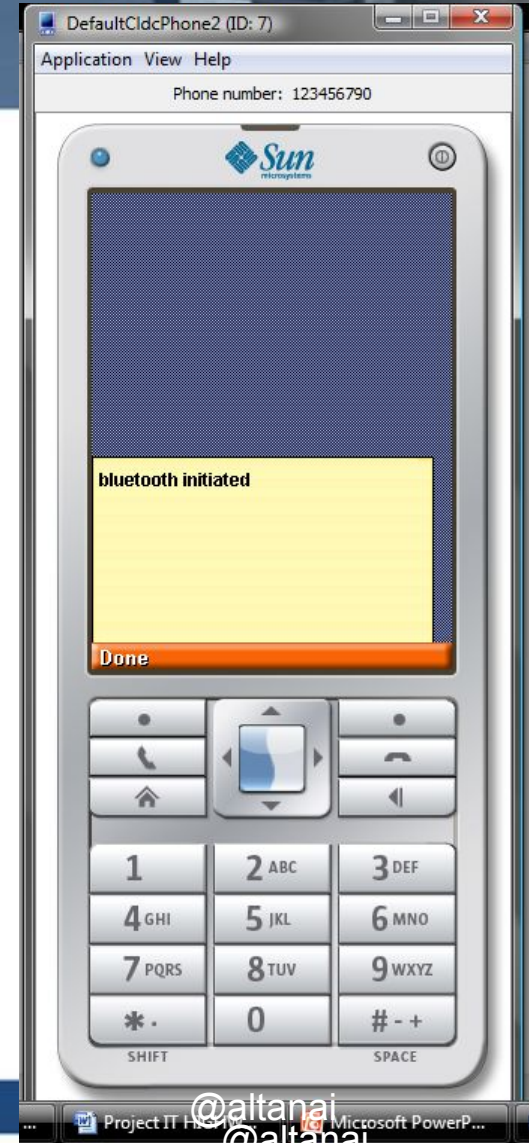 DefaultCldcPhone2 (ID: 7)
Application View Help
Phone number: 123456790
Sun
microsystems
bluetooth initiated
Done
1 2 ABC 3 DEF
4 GHI 5 JKL 6 MNO
7 PQRS 8 TUV 9 WXYZ
* . 0 # - +
SHIFT SPACE
@altanai
... Project IT Microsoft PowerP...
@altanai